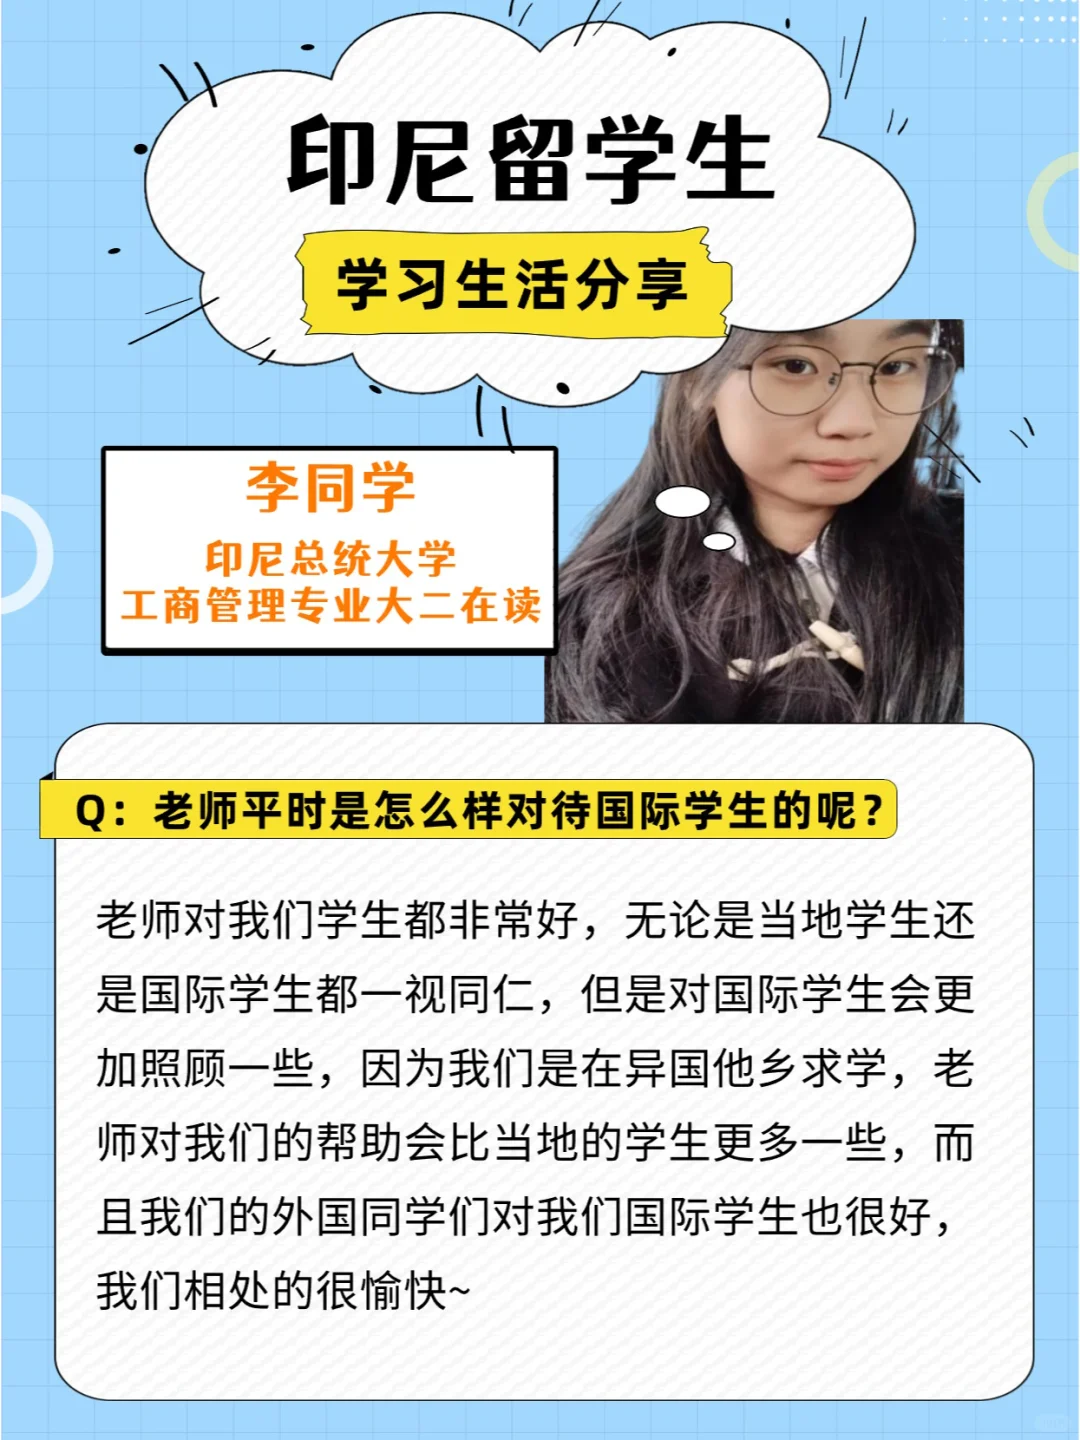 印尼留学生
学习生活分享
李同学
印尼总统大学
工商管理专业大二在读
Q：老师平时是怎么样对待国际学生的呢？
老师对我们学生都非常好，无论是当地学生还
是国际学生都一视同仁，但是对国际学生会更
加照顾一些，因为我们是在异国他乡求学，老
师对我们的帮助会比当地的学生更多一些，而
且我们的外国同学们对我们国际学生也很好，
我们相处的很愉快~